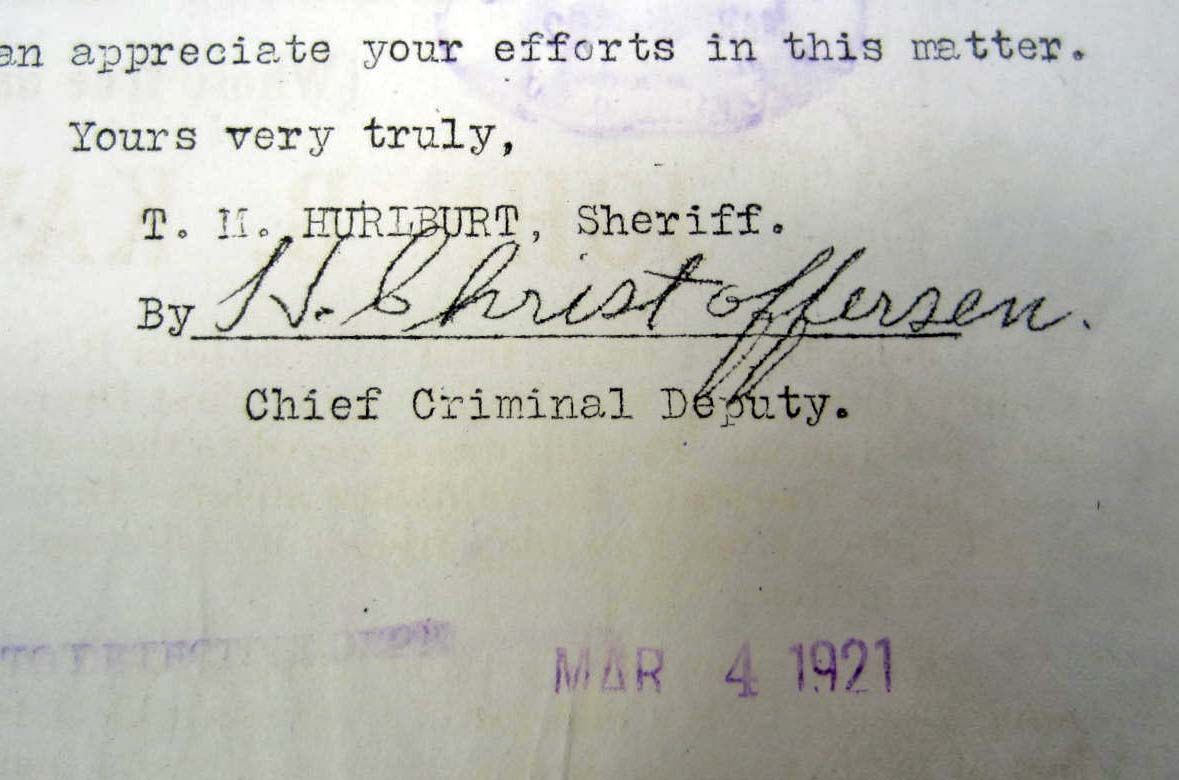 an appreciate your efforts in this matter.
Yours very truly,
T. M. HURLBURT, Sheriff.
By H. Christoffersen.
Chief Criminal Deputy.
MAR 4 1921